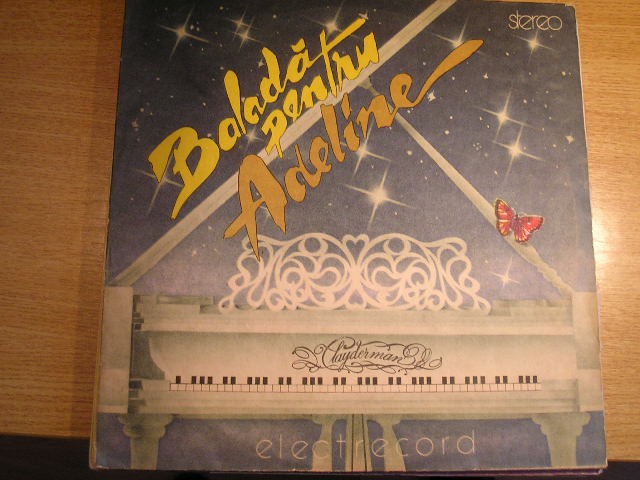 stereo
Baladă
pentru
Adeline
Clayderman
electrecord